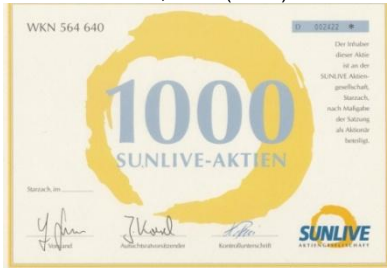 WKN 564 640
D 002422 *
Der Inhaber
dieser Aktie
ist an der
SUNLIVE Aktien-
gesellschaft,
Starzach,
nach Maßgabe
der Satzung
als Aktionär
beteiligt.
1000
SUNLIVE-AKTIEN
Starzach, im
Vorstand
Aufsichtsratvorsitzender
Kontrollunterschrift
SUNLIVE
AKTIENGESELLSCHAFT